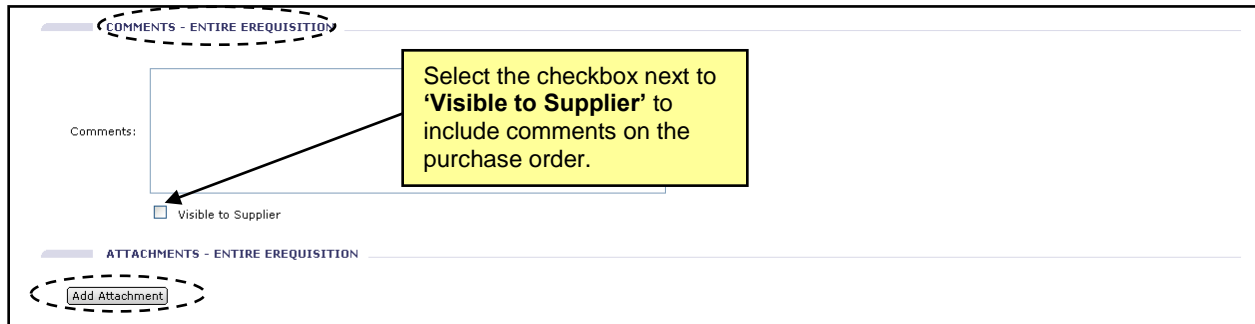 COMMENTS - ENTIRE EREQUISITION
Select the checkbox next to
‘Visible to Supplier’ to
include comments on the
purchase order.
Comments:
Visible to Supplier
ATTACHMENTS - ENTIRE EREQUISITION
Add Attachment